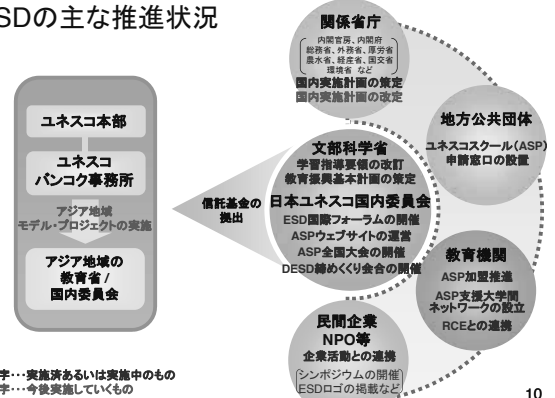 SDの主な推進状況
ユネスコ本部
ユネスコ
バンコク事務所
アジア地域
モデル・プロジェクトの実施
アジア地域の
教育省/
国内委員会
信託基金の
拠出
関係省庁
内閣官房、内閣府
総務省、外務省、厚労省
農水省、経産省、国交省
環境省 など
国内実施計画の策定
国内実施計画の改定
文部科学省
学習指導要領の改訂
教育振興基本計画の策定
日本ユネスコ国内委員会
ESD国際フォーラムの開催
ASPウェブサイトの運営
ASP全国大会の開催
DESD締めくくり会合の開催
地方公共団体
ユネスコスクール(ASP)
申請窓口の設置
教育機関
ASP加盟推進
ASP支援大学間
ネットワークの設立
RCEとの連携
民間企業
NPO等
企業活動との連携
シンポジウムの開催
ESDロゴの掲載など
字・・・実施済あるいは実施中のもの
字・・・今後実施していくもの
10